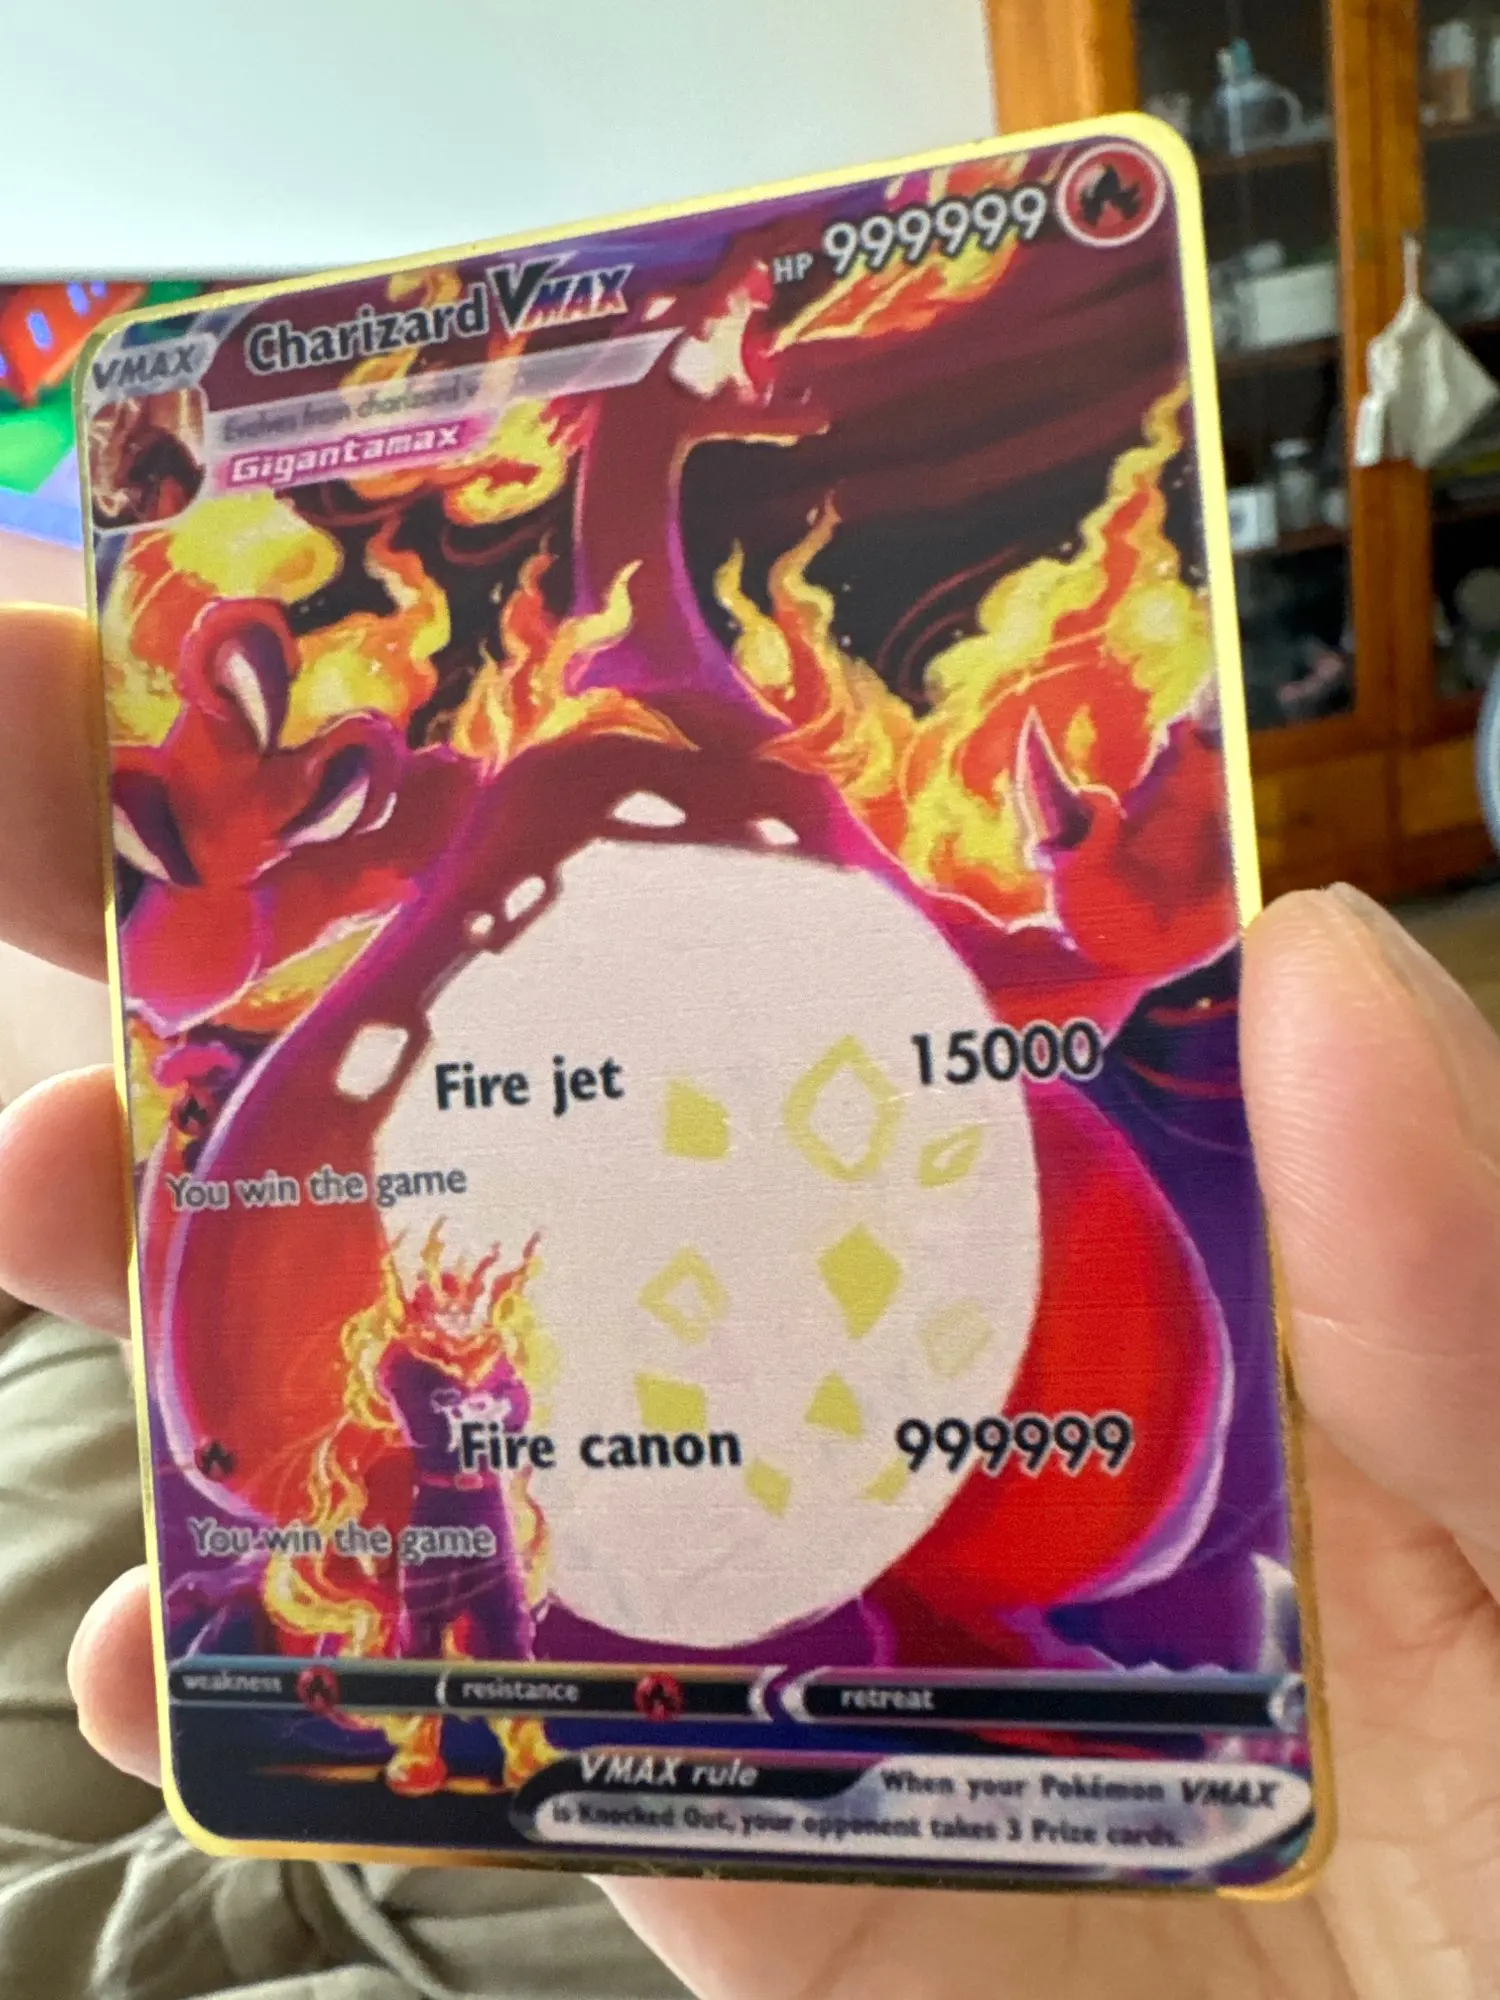 VMAX
Charizard VMAX
HP 999999
Evolves from charizard v
Gigantamax
Fire jet 15000
You win the game
Fire canon 999999
You win the game
weakness resistance retreat
VMAX rule When your Pokémon VMAX
is Knocked Out, your opponent takes 3 Prize cards.